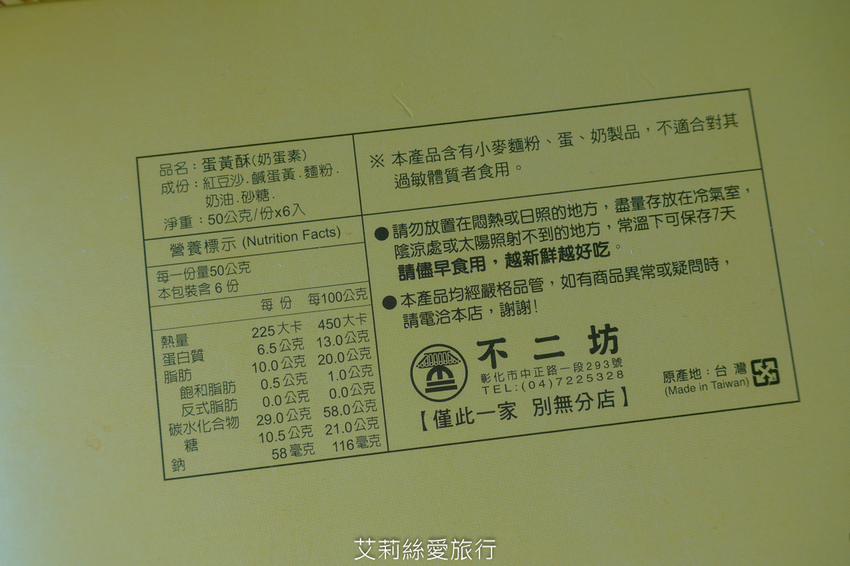 品名：蛋黃酥(奶蛋素)
成份：紅豆沙.鹹蛋黃.麵粉.
奶油.砂糖.
淨重：50公克/份x6入
營養標示 (Nutrition Facts)
每一份量50公克
本包裝含 6 份
每 份 每100公克
熱量 225大卡 450大卡
蛋白質 6.5公克 13.0公克
脂肪 10.0公克 20.0公克
飽和脂肪 0.5公克 1.0公克
反式脂肪 0.0公克 0.0公克
碳水化合物 29.0公克 58.0公克
糖 10.5公克 21.0公克
鈉 58毫克 116毫克
※ 本產品含有小麥麵粉、蛋、奶製品，不適合對其
過敏體質者食用。
●請勿放置在悶熱或日照的地方，盡量存放在冷氣室，
陰涼處或太陽照射不到的地方，常溫下可保存7天
請儘早食用，越新鮮越好吃。
●本產品均經嚴格品管，如有商品異常或疑問時，
請電洽本店，謝謝!
不二坊
彰化市中正路一段293號
TEL:(04)7225328
【僅此一家 別無分店】
原產地：台灣
(Made in Taiwan)
艾莉絲愛旅行